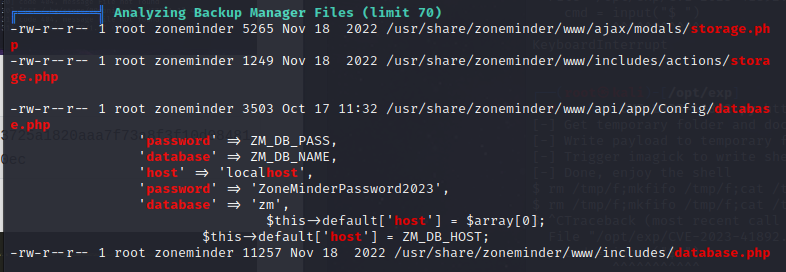 Analyzing Backup Manager Files (limit 70)
-rw-r--r-- 1 root zoneminder 5265 Nov 18  2022 /usr/share/zoneminder/www/ajax/modals/storage.ph
p
-rw-r--r-- 1 root zoneminder 1249 Nov 18  2022 /usr/share/zoneminder/www/includes/actions/stora
ge.php
-rw-r--r-- 1 root zoneminder 3503 Oct 17 11:32 /usr/share/zoneminder/www/api/app/Config/databas
e.php
'password' => ZM_DB_PASS,
'database' => ZM_DB_NAME,
'host' => 'localhost',
'password' => 'ZoneMinderPassword2023',
'database' => 'zm',
$this->default['host'] = $array[0];
$this->default['host'] = ZM_DB_HOST;
-rw-r--r-- 1 root zoneminder 11257 Nov 18  2022 /usr/share/zoneminder/www/includes/database.php